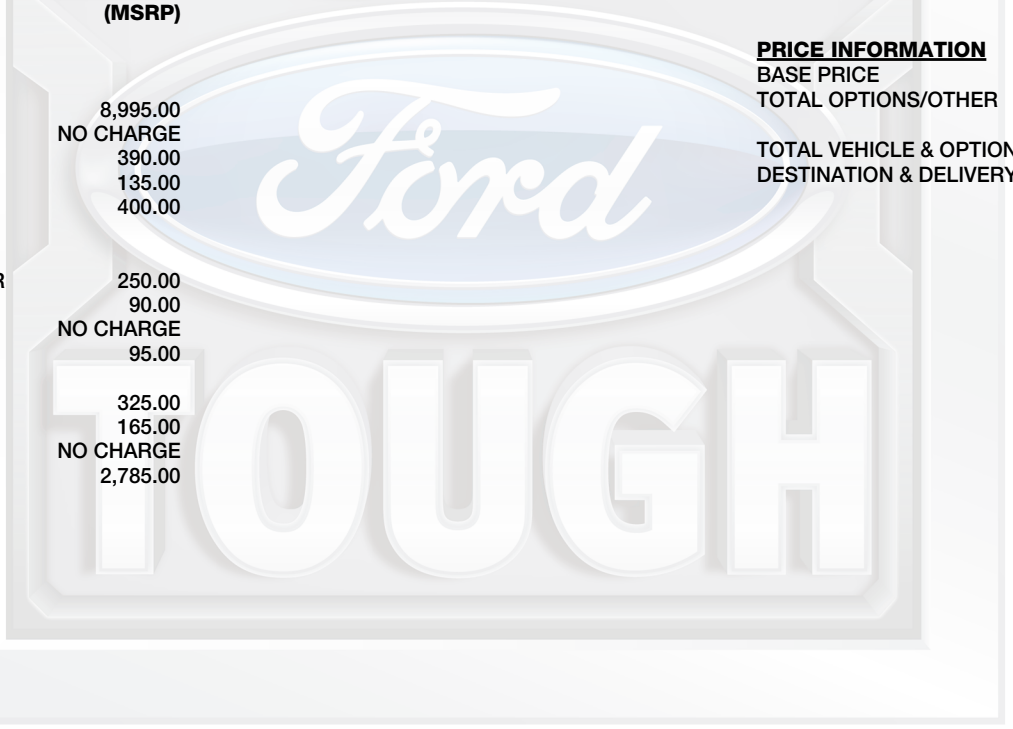 (MSRP)
8,995.00
NO CHARGE
390.00
135.00
400.00
R 250.00
90.00
NO CHARGE
95.00
325.00
165.00
NO CHARGE
2,785.00
PRICE INFORMATION
BASE PRICE
TOTAL OPTIONS/OTHER
TOTAL VEHICLE & OPTION
DESTINATION & DELIVERY
Ford
TOUGH